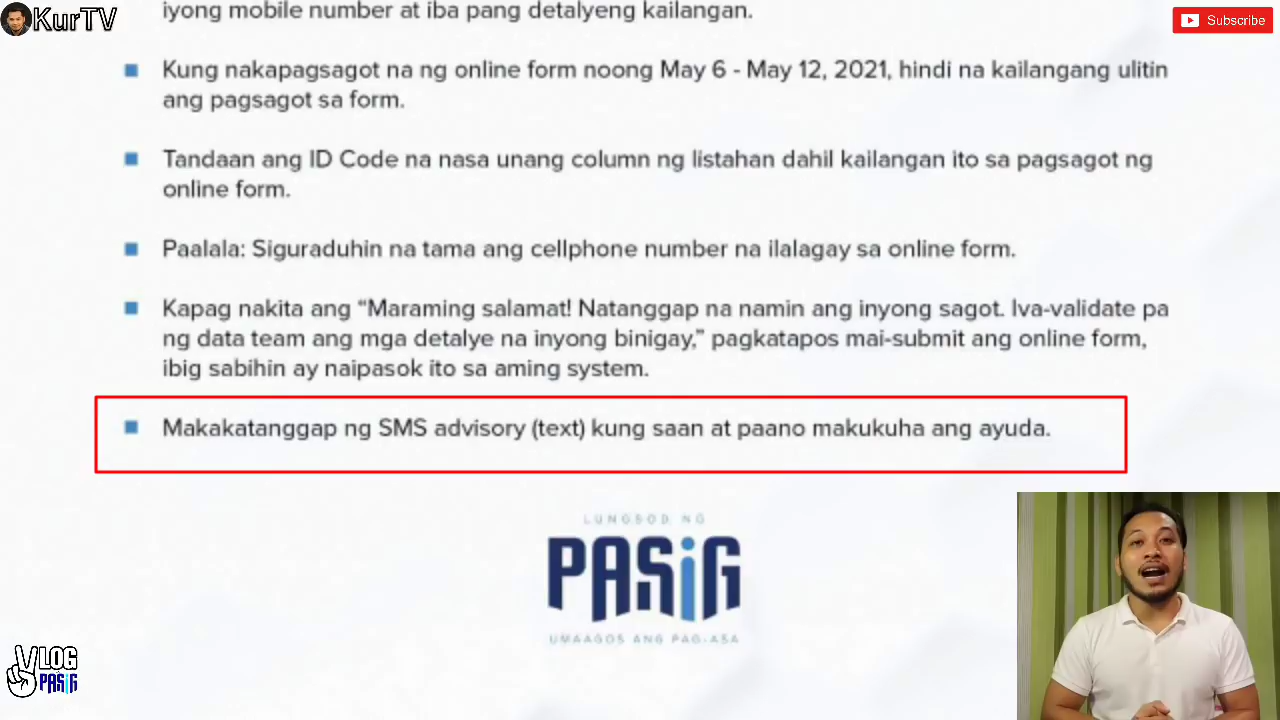 KurTV
Subscribe
iyong mobile number at iba pang detalyeng kailangan.
Kung nakapagsagot na ng online form noong May 6 - May 12, 2021, hindi na kailangang ulitin
ang pagsagot sa form.
Tandaan ang ID Code na nasa unang column ng listahan dahil kailangan ito sa pagsagot ng
online form.
Paalala: Siguraduhin na tama ang cellphone number na ilalagay sa online form.
Kapag nakita ang “Maraming salamat! Natanggap na namin ang inyong sagot. Iva-validate pa
ng data team ang mga detalye na inyong binigay,” pagkatapos mai-submit ang online form,
ibig sabihin ay naipasok ito sa aming system.
Makakatanggap ng SMS advisory (text) kung saan at paano makukuha ang ayuda.
LUNGSOD NG
PASIG
UMAAGOS ANG PAG-ASA
VLOG
PASIG